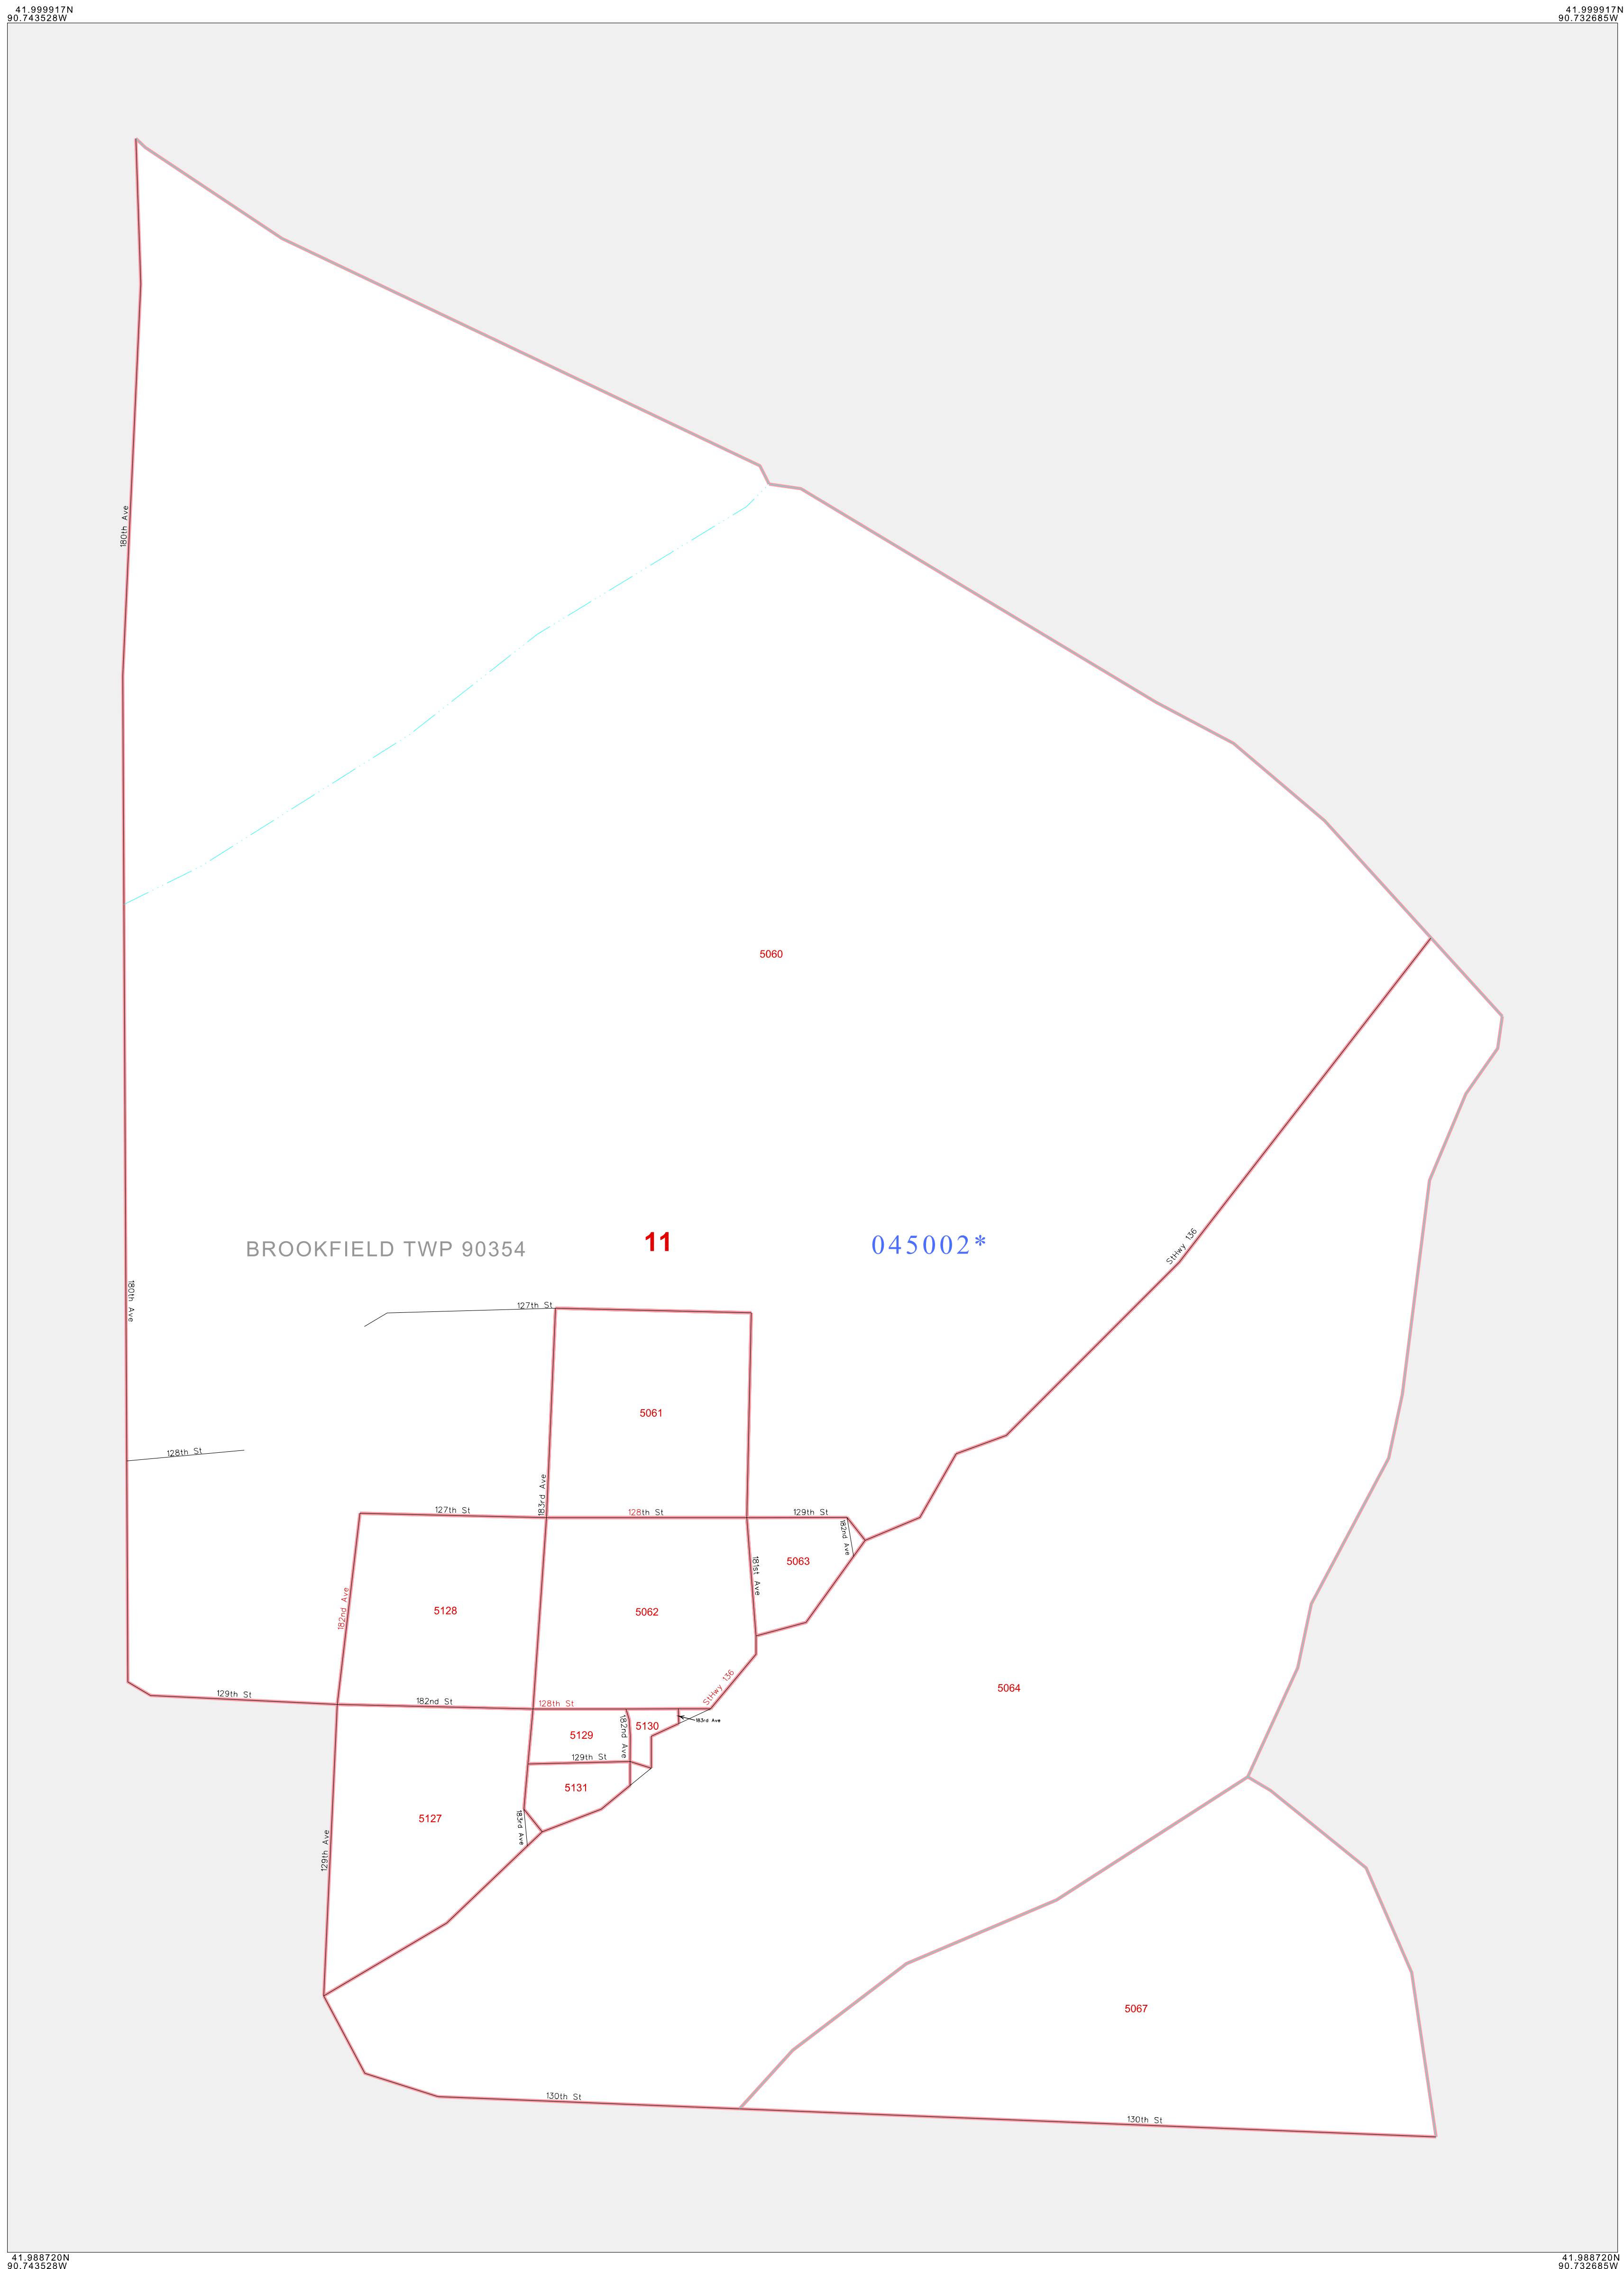 41.999917N
90.743528W
41.999917N
90.732685W
180th Ave
5060
BROOKFIELD TWP 90354
11
045002*
StHwy 136
180th Ave
127th St
5061
128th St
183rd Ave
127th St
128th St
129th St
182nd Ave
5063
181st Ave
182nd Ave
5128
5062
StHwy 136
5064
129th St
182nd St
128th St
183rd Ave
5130
182nd Ave
5129
129th St
5131
183rd Ave
5127
129th Ave
5067
130th St
130th St
41.988720N
90.743528W
41.988720N
90.732685W